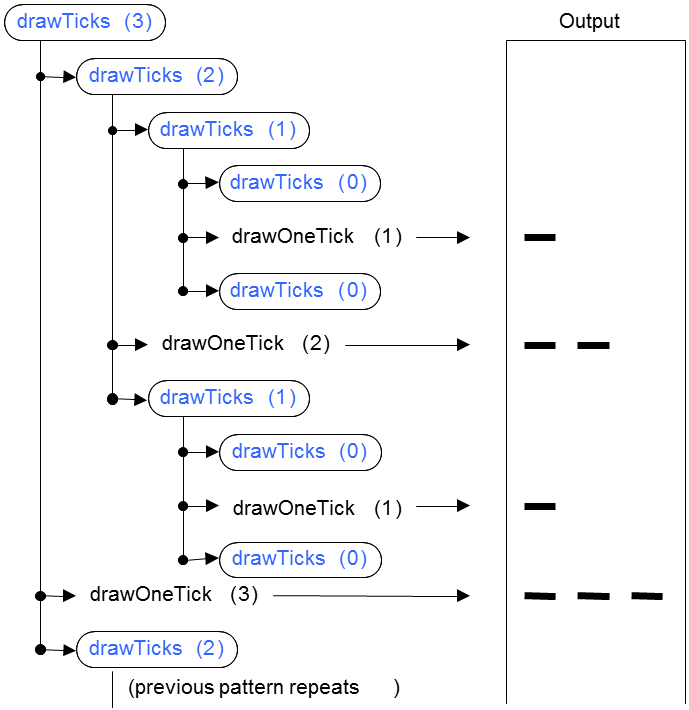 drawTicks (3)
Output
drawTicks (2)
drawTicks (1)
drawTicks (0)
drawOneTick (1)
drawTicks (0)
drawOneTick (2)
drawTicks (1)
drawTicks (0)
drawOneTick (1)
drawTicks (0)
drawOneTick (3)
drawTicks (2)
(previous pattern repeats )